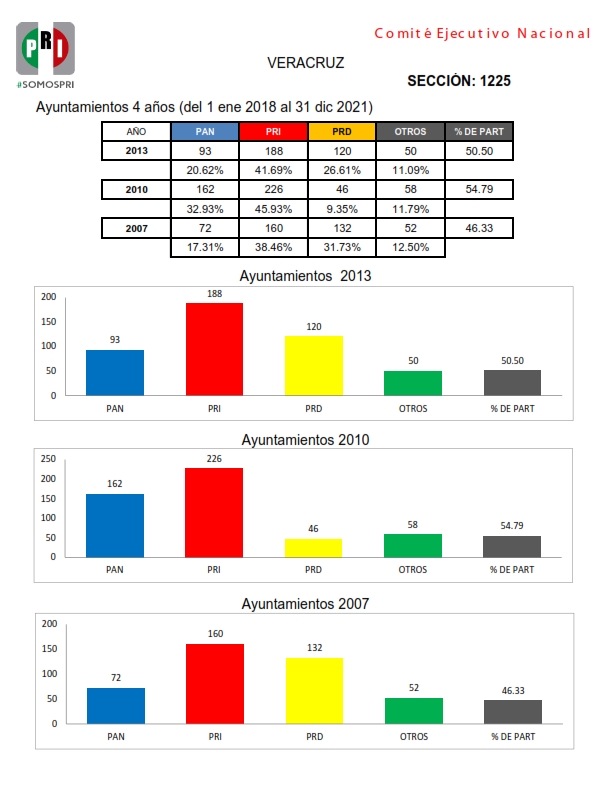 Comité Ejecutivo Nacional
PRI
#SOMOSPRI
VERACRUZ
SECCIÓN: 1225
Ayuntamientos 4 años (del 1 ene 2018 al 31 dic 2021)
AÑO PAN PRI PRD OTROS % DE PART
2013 93 188 120 50 50.50
20.62% 41.69% 26.61% 11.09%
2010 162 226 46 58 54.79
32.93% 45.93% 9.35% 11.79%
2007 72 160 132 52 46.33
17.31% 38.46% 31.73% 12.50%
Ayuntamientos 2013
200
150
100
50
0
93 188 120 50 50.50
PAN PRI PRD OTROS % DE PART
Ayuntamientos 2010
250
200
150
100
50
0
162 226 46 58 54.79
PAN PRI PRD OTROS % DE PART
Ayuntamientos 2007
200
150
100
50
0
72 160 132 52 46.33
PAN PRI PRD OTROS % DE PART